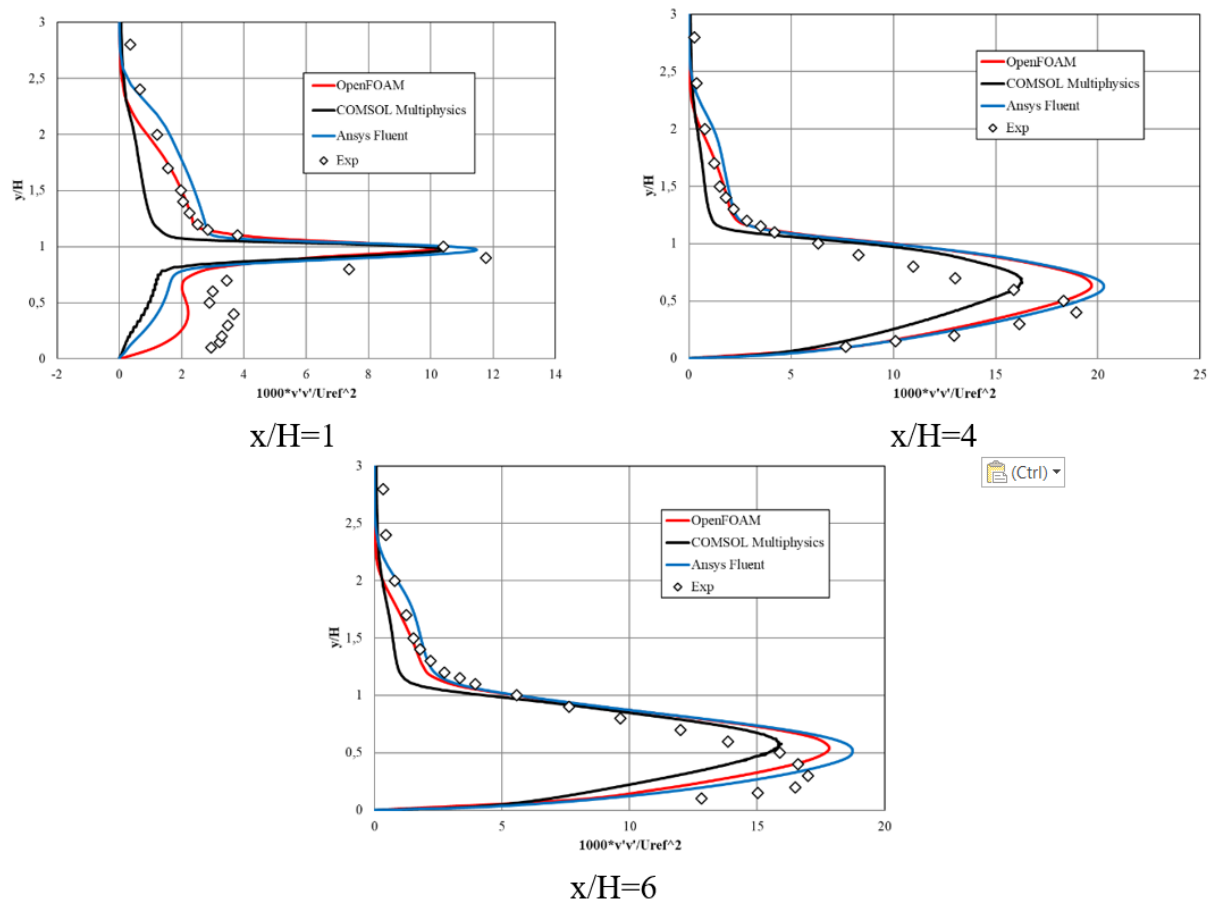 3
2,5
2
1,5
1
0,5
0
y/H
OpenFOAM
COMSOL Multiphysics
Ansys Fluent
Exp
-2 0 2 4 6 8 10 12 14
1000*v'v'/Uref^2
x/H=1
3
2,5
2
1,5
1
0,5
0
y/H
OpenFOAM
COMSOL Multiphysics
Ansys Fluent
Exp
0 5 10 15 20 25
1000*v'v'/Uref^2
x/H=4
(Ctrl)
3
2,5
2
1,5
1
0,5
0
y/H
OpenFOAM
COMSOL Multiphysics
Ansys Fluent
Exp
0 5 10 15 20
1000*v'v'/Uref^2
x/H=6